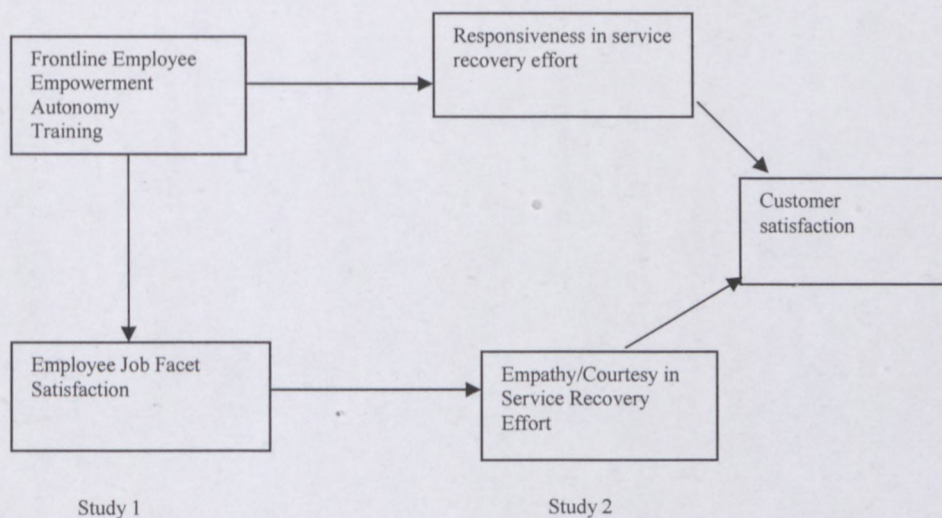 Frontline Employee
Empowerment
Autonomy
Training
Responsiveness in service
recovery effort
Customer
satisfaction
Employee Job Facet
Satisfaction
Empathy/Courtesy in
Service Recovery
Effort
Study 1
Study 2